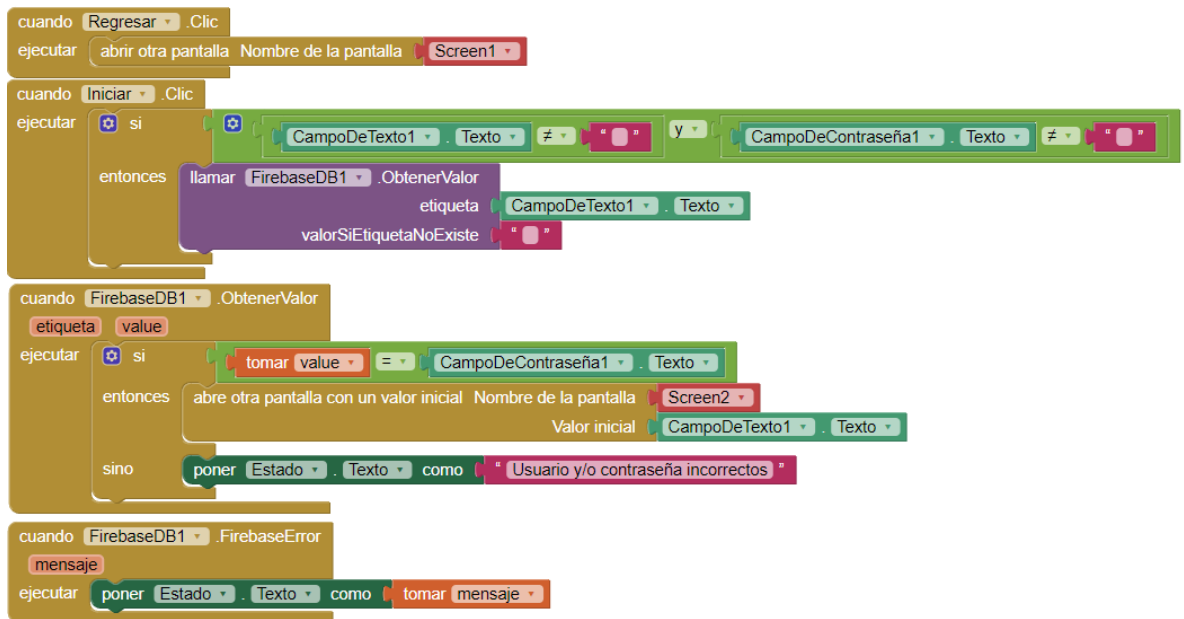 cuando Regresar .Clic
ejecutar abrir otra pantalla Nombre de la pantalla Screen1
cuando Iniciar .Clic
ejecutar si CampoDeTexto1 . Texto ≠ " " y CampoDeContraseña1 . Texto ≠ " "
entonces llamar FirebaseDB1 .ObtenerValor
etiqueta CampoDeTexto1 . Texto
valorSiEtiquetaNoExiste " "
cuando FirebaseDB1 .ObtenerValor
etiqueta value
ejecutar si tomar value = CampoDeContraseña1 . Texto
entonces abre otra pantalla con un valor inicial Nombre de la pantalla Screen2
Valor inicial CampoDeTexto1 . Texto
sino poner Estado . Texto como " Usuario y/o contraseña incorrectos "
cuando FirebaseDB1 .FirebaseError
mensaje
ejecutar poner Estado . Texto como tomar mensaje